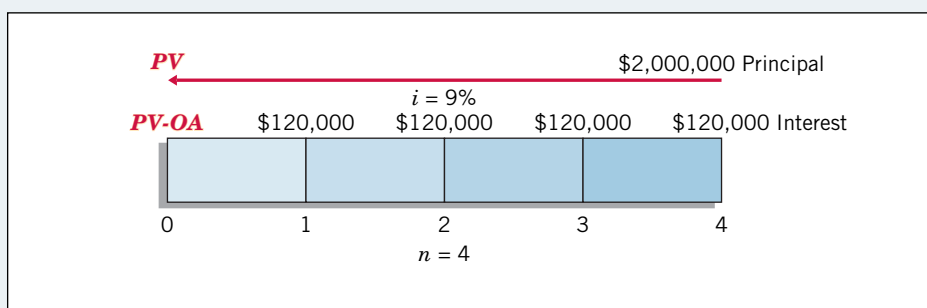 PV $2,000,000 Principal
i = 9%
PV-OA $120,000 $120,000 $120,000 $120,000 Interest
0 1 2 3 4
n = 4